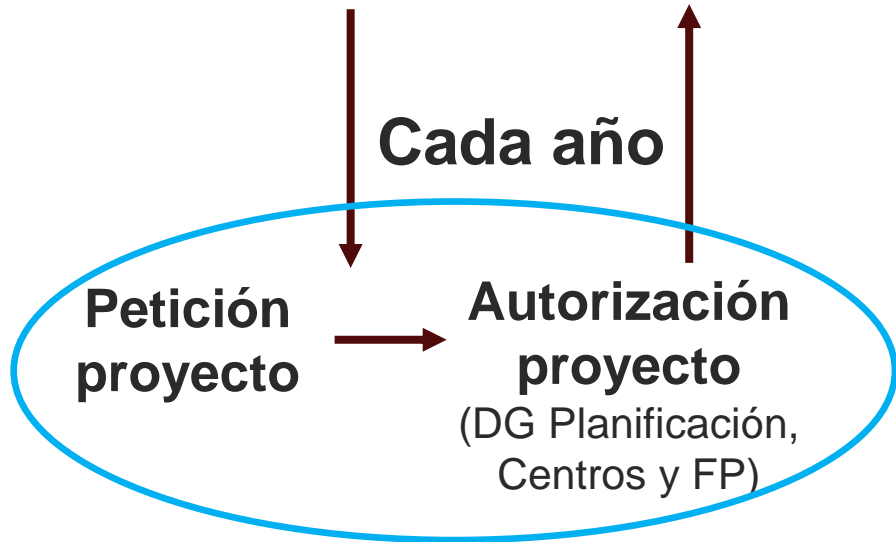 Cada año
Petición
proyecto
Autorización
proyecto
(DG Planificación,
Centros y FP)